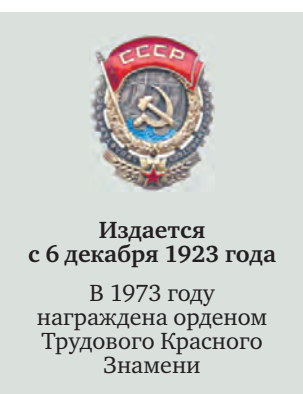 СССР
Издается
с 6 декабря 1923 года
В 1973 году
награждена орденом
Трудового Красного
Знамени